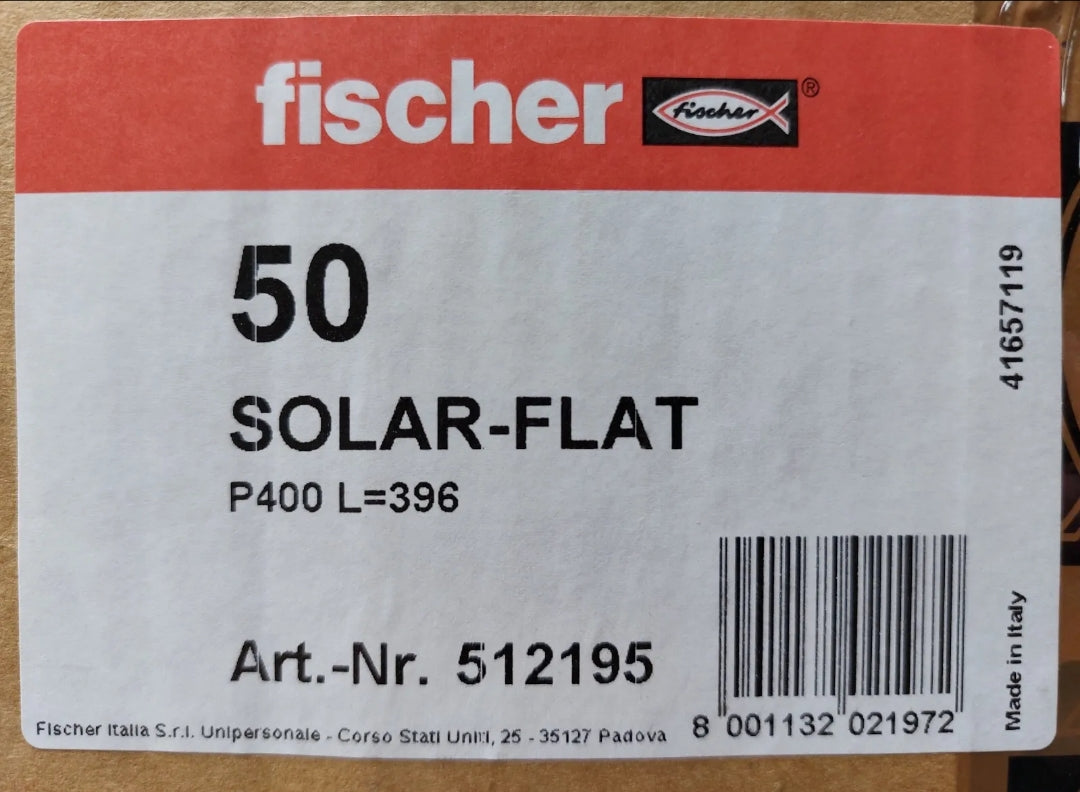 fischer
fischer®
50
SOLAR-FLAT
P400 L=396
Art.-Nr. 512195
Fischer Italia S.r.l. Unipersonale - Corso Stati Uniti, 25 - 35127 Padova
8 001132 021972
41657119
Made in Italy